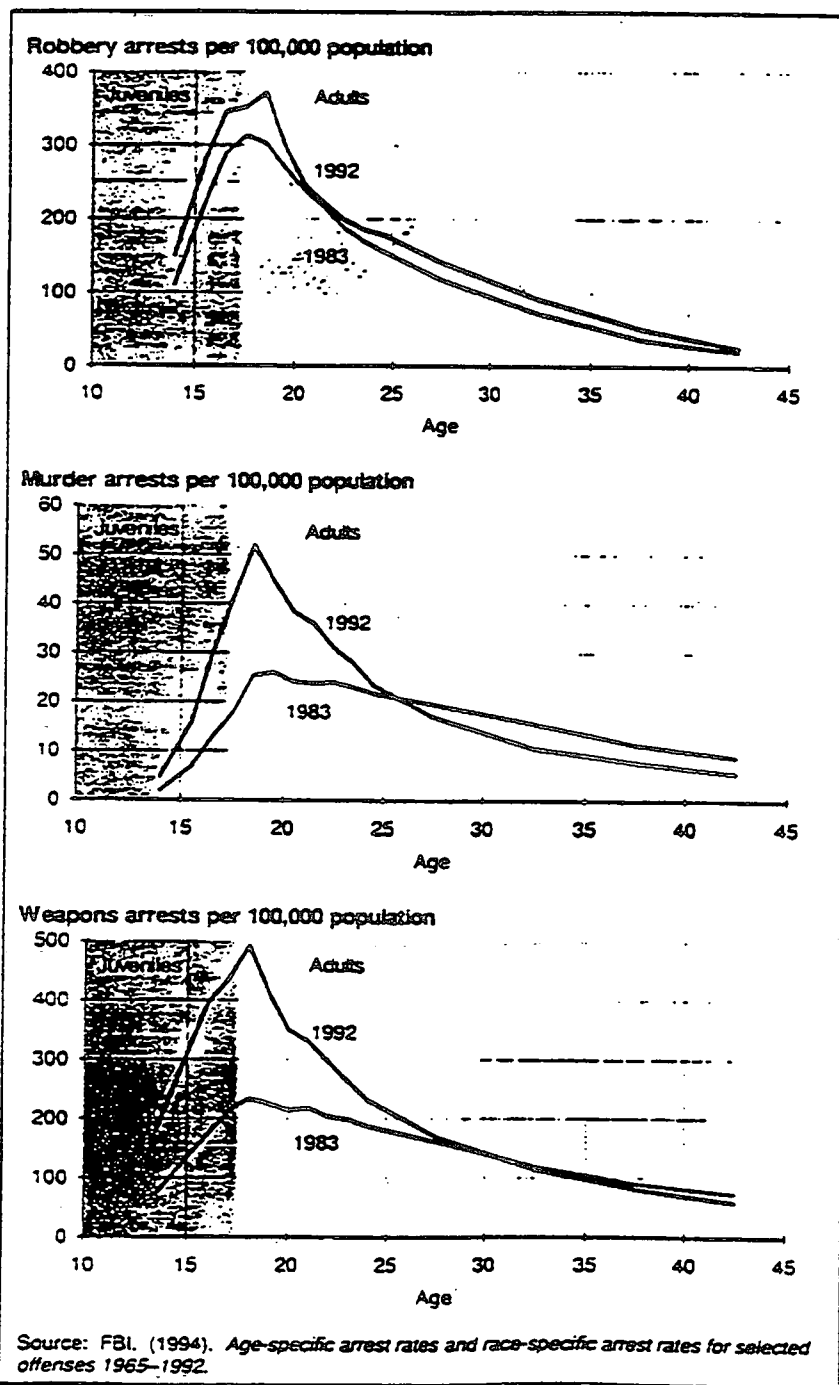 Robbery arrests per 100,000 population
400
Juveniles
Adults
300
1992
200
1983
100
0
10 15 20 25 30 35 40 45
Age
Murder arrests per 100,000 population
60
Juveniles
Adults
50
40
1992
30
20
1983
10
0
10 15 20 25 30 35 40 45
Age
Weapons arrests per 100,000 population
500
Juveniles
Adults
400
1992
300
200
1983
100
0
10 15 20 25 30 35 40 45
Age
Source: FBI. (1994). Age-specific arrest rates and race-specific arrest rates for selected
offenses 1965–1992.